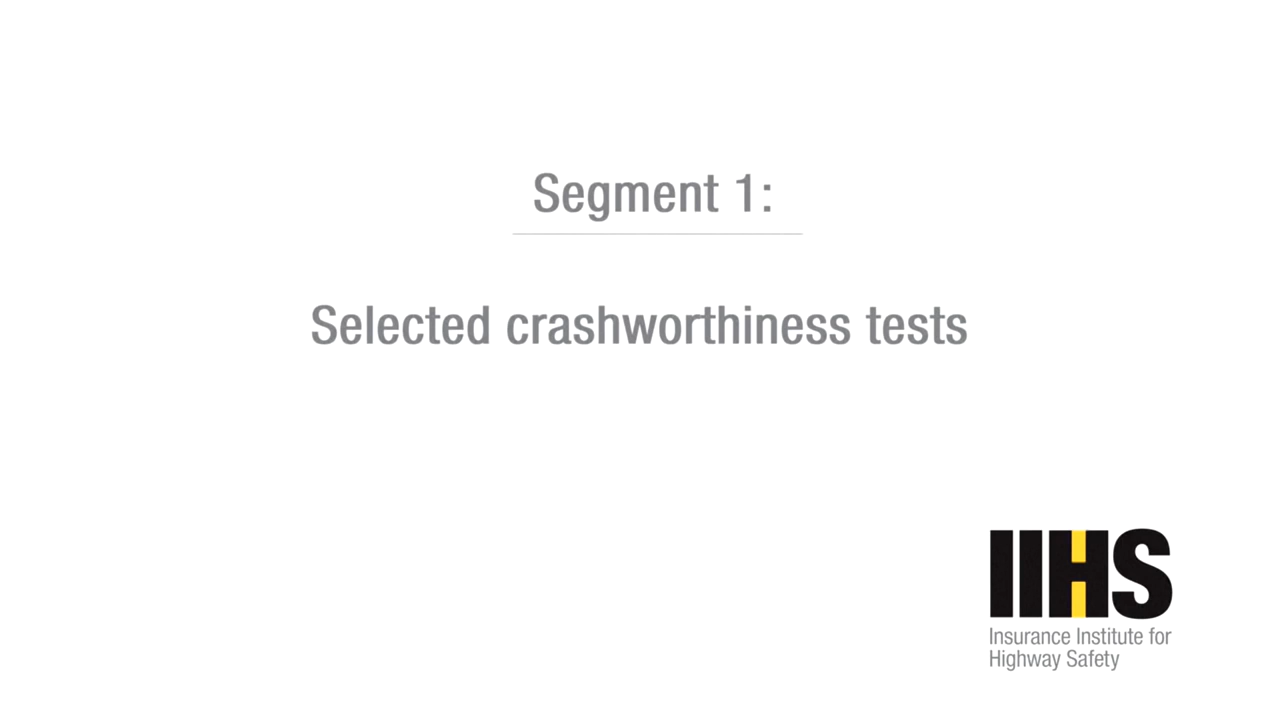 Segment 1:
Selected crashworthiness tests
IIHS
Insurance Institute for
Highway Safety